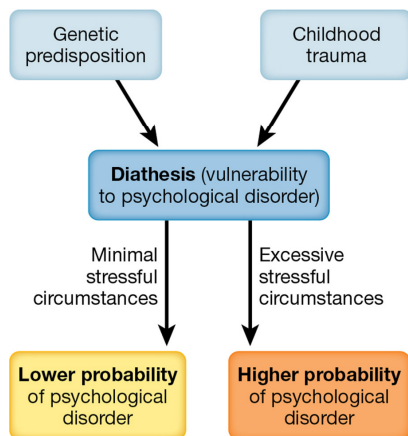 Genetic
predisposition
Childhood
trauma
Diathesis (vulnerability
to psychological disorder)
Minimal
stressful
circumstances
Excessive
stressful
circumstances
Lower probability
of psychological
disorder
Higher probability
of psychological
disorder